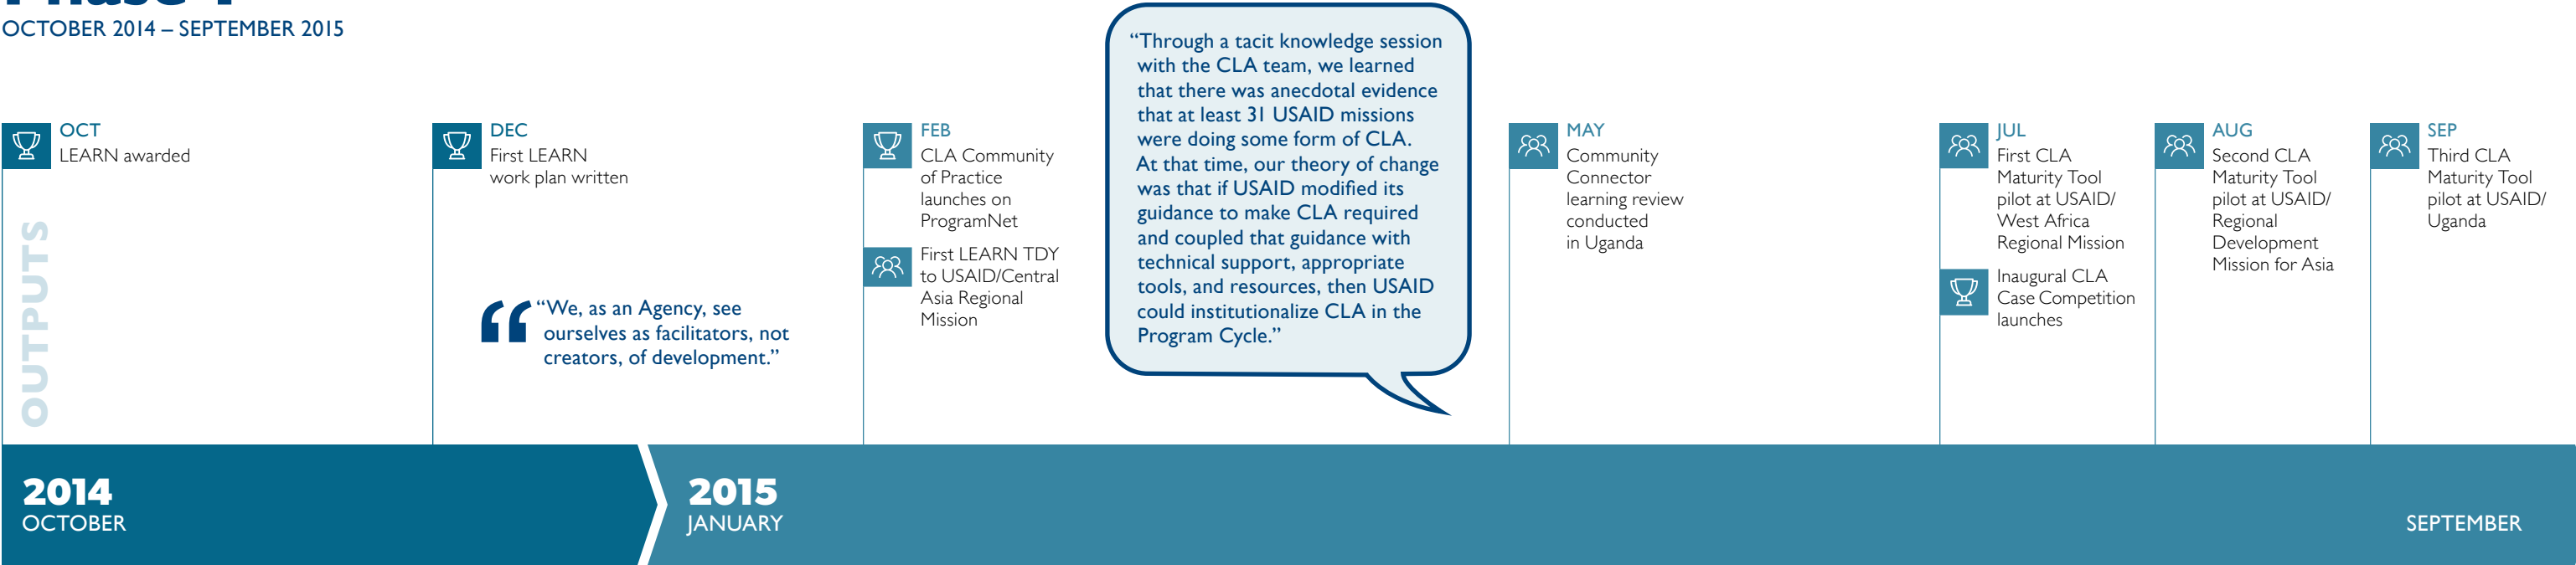 OCTOBER 2014 – SEPTEMBER 2015
OCT
LEARN awarded
DEC
First LEARN
work plan written
“We, as an Agency, see
ourselves as facilitators, not
creators, of development.”
FEB
CLA Community
of Practice
launches on
ProgramNet
First LEARN TDY
to USAID/Central
Asia Regional
Mission
“Through a tacit knowledge session
with the CLA team, we learned
that there was anecdotal evidence
that at least 31 USAID missions
were doing some form of CLA.
At that time, our theory of change
was that if USAID modified its
guidance to make CLA required
and coupled that guidance with
technical support, appropriate
tools, and resources, then USAID
could institutionalize CLA in the
Program Cycle.”
MAY
Community
Connector
learning review
conducted
in Uganda
JUL
First CLA
Maturity Tool
pilot at USAID/
West Africa
Regional Mission
Inaugural CLA
Case Competition
launches
AUG
Second CLA
Maturity Tool
pilot at USAID/
Regional
Development
Mission for Asia
SEP
Third CLA
Maturity Tool
pilot at USAID/
Uganda
OUTPUTS
2014
OCTOBER
2015
JANUARY
SEPTEMBER